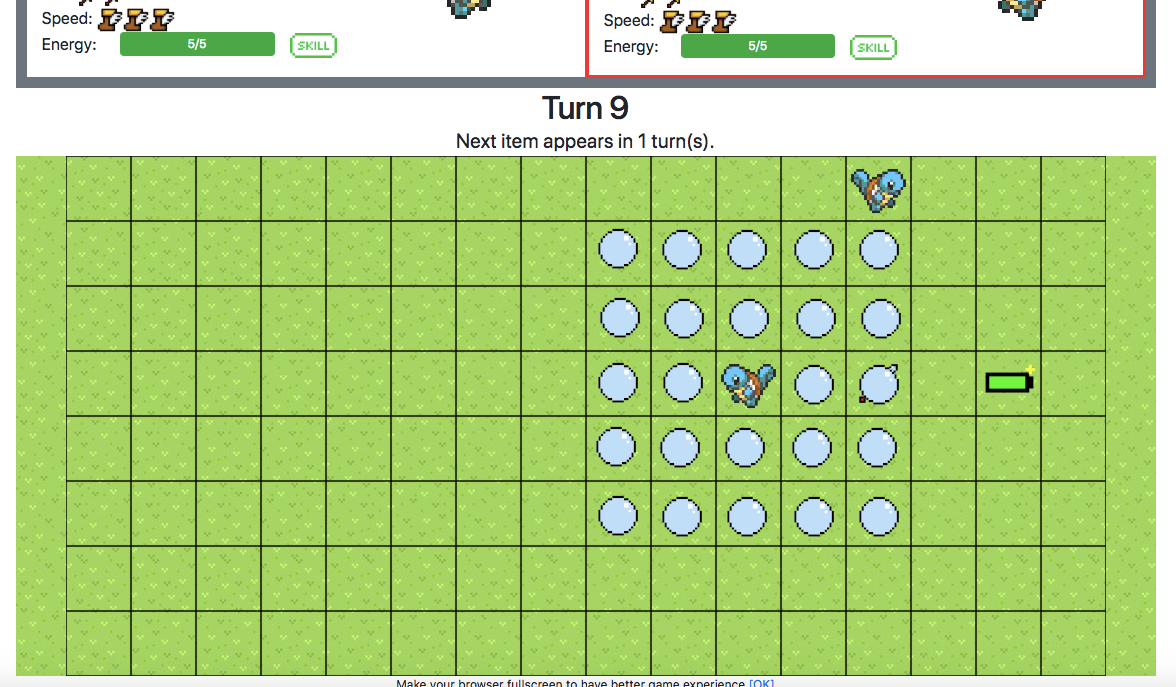 Speed:
Speed:
Energy: 5/5 SKILL
Energy: 5/5 SKILL
Turn 9
Next item appears in 1 turn(s).
Make your browser fullscreen to have better game experience [OK]